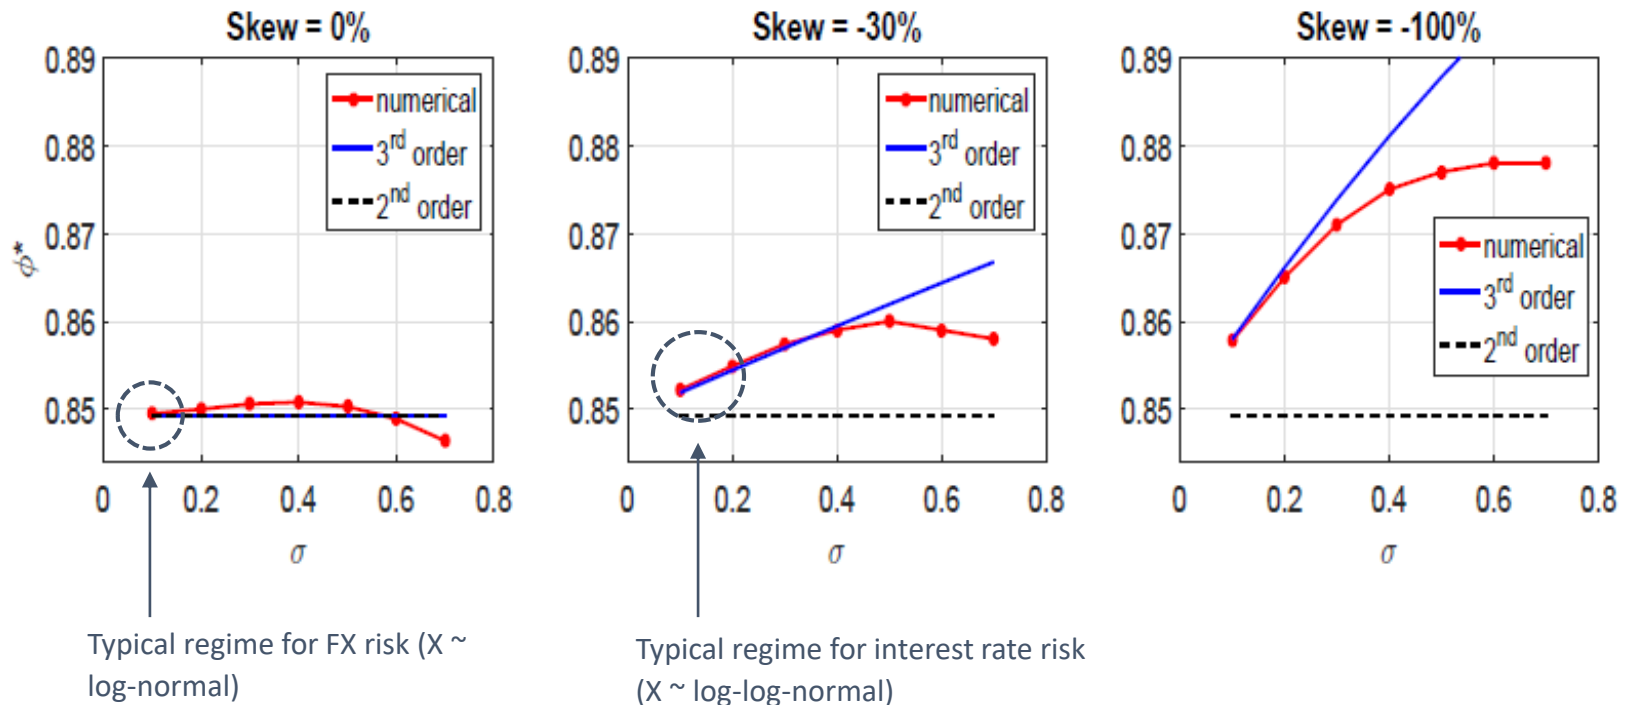 Skew = 0%
0.89
0.88
0.87
0.86
0.85
ϕ*
numerical
3rd order
2nd order
0
0.2
0.4
0.6
0.8
σ
Typical regime for FX risk (X ~
log-normal)
Skew = -30%
0.89
0.88
0.87
0.86
0.85
numerical
3rd order
2nd order
0
0.2
0.4
0.6
0.8
σ
Typical regime for interest rate risk
(X ~ log-log-normal)
Skew = -100%
0.89
0.88
0.87
0.86
0.85
numerical
3rd order
2nd order
0
0.2
0.4
0.6
0.8
σ